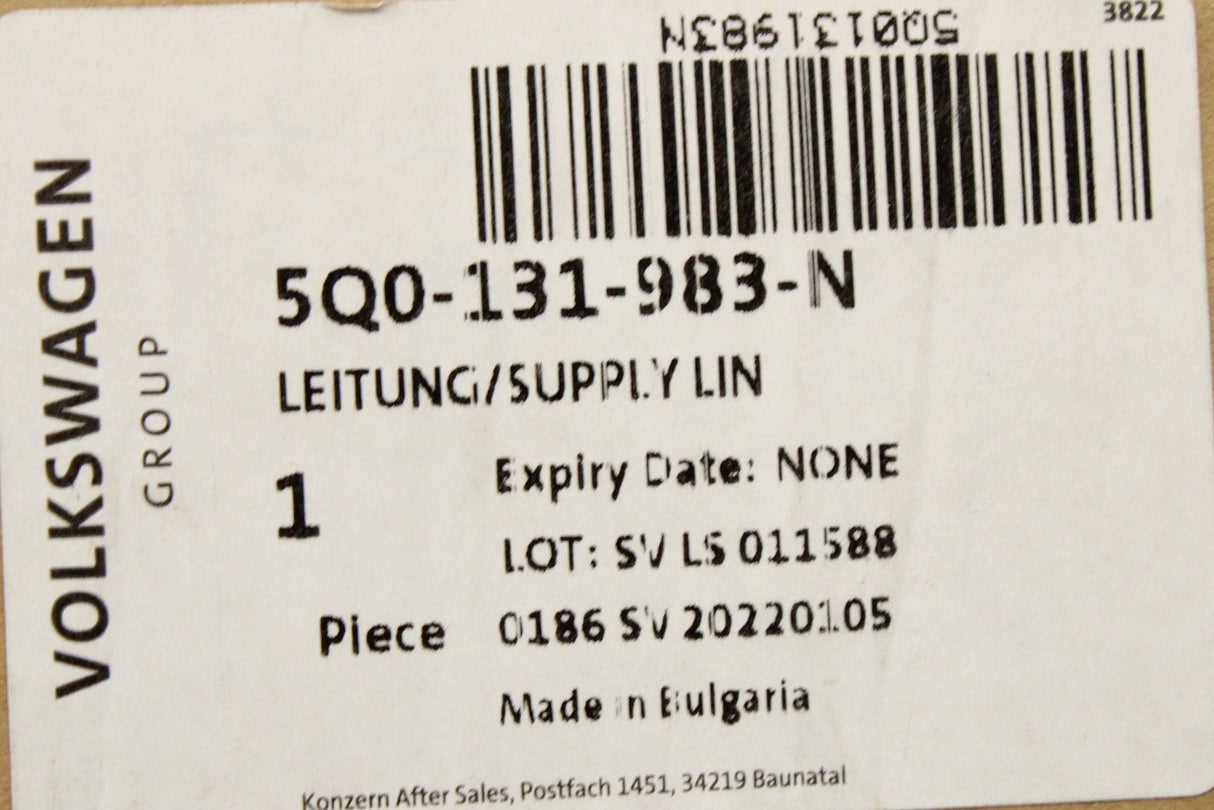 3822
5Q0131983N
VOLKSWAGEN
GROUP
5Q0-131-983-N
LEITUNG/SUPPLY LIN
1
Piece
Expiry Date: NONE
LOT: SV LS 011588
0186 SV 20220105
Made in Bulgaria
Konzern After Sales, Postfach 1451, 34219 Baunatal